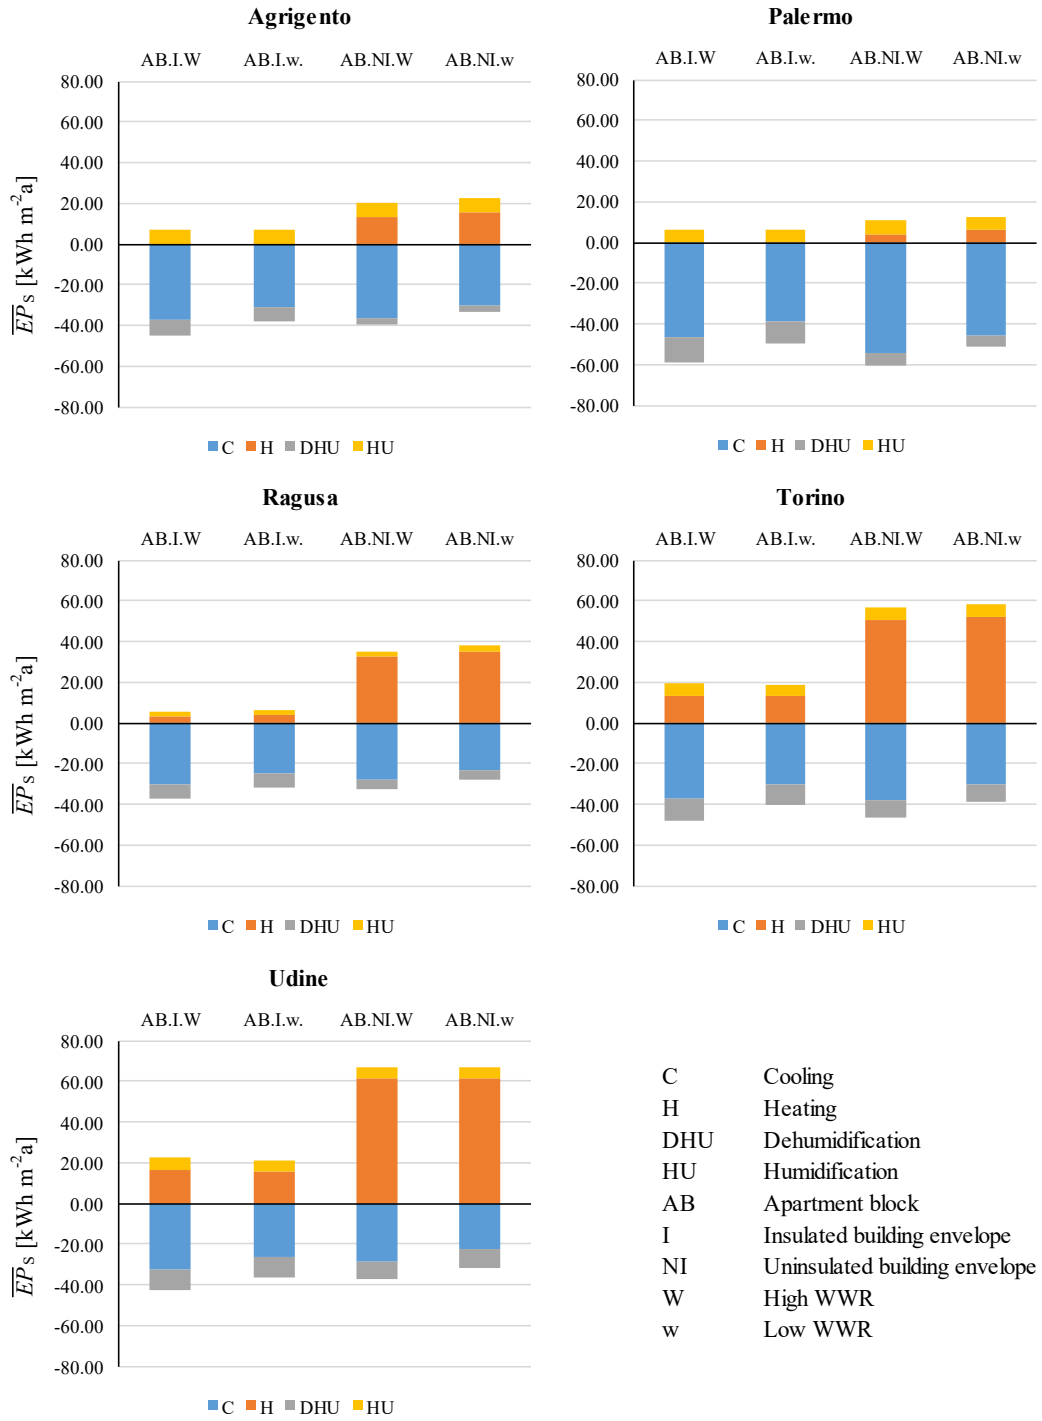 Agrigento
AB.I.W AB.I.w. AB.NI.W AB.NI.w
80.00
60.00
40.00
20.00
0.00
-20.00
-40.00
-60.00
-80.00
EP s [kWh m-2a]
C H DHU HU
Palermo
AB.I.W AB.I.w. AB.NI.W AB.NI.w
80.00
60.00
40.00
20.00
0.00
-20.00
-40.00
-60.00
-80.00
C H DHU HU
Ragusa
AB.I.W AB.I.w. AB.NI.W AB.NI.w
80.00
60.00
40.00
20.00
0.00
-20.00
-40.00
-60.00
-80.00
EP s [kWh m-2a]
C H DHU HU
Torino
AB.I.W AB.I.w. AB.NI.W AB.NI.w
80.00
60.00
40.00
20.00
0.00
-20.00
-40.00
-60.00
-80.00
C H DHU HU
Udine
AB.I.W AB.I.w. AB.NI.W AB.NI.w
80.00
60.00
40.00
20.00
0.00
-20.00
-40.00
-60.00
-80.00
EP s [kWh m-2a]
C H DHU HU
C Cooling
H Heating
DHU Dehumidification
HU Humidification
AB Apartment block
I Insulated building envelope
NI Uninsulated building envelope
W High WWR
w Low WWR